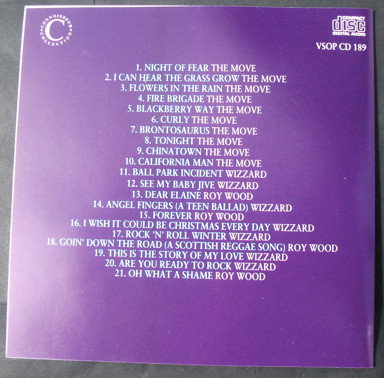 CONNOISSEUR COLLECTION
C
COMPACT
disc
DIGITAL AUDIO
VSOP CD 189
1. NIGHT OF FEAR THE MOVE
2. I CAN HEAR THE GRASS GROW THE MOVE
3. FLOWERS IN THE RAIN THE MOVE
4. FIRE BRIGADE THE MOVE
5. BLACKBERRY WAY THE MOVE
6. CURLY THE MOVE
7. BRONTOSAURUS THE MOVE
8. TONIGHT THE MOVE
9. CHINATOWN THE MOVE
10. CALIFORNIA MAN THE MOVE
11. BALL PARK INCIDENT WIZZARD
12. SEE MY BABY JIVE WIZZARD
13. DEAR ELAINE ROY WOOD
14. ANGEL FINGERS (A TEEN BALLAD) WIZZARD
15. FOREVER ROY WOOD
16. I WISH IT COULD BE CHRISTMAS EVERY DAY WIZZARD
17. ROCK 'N' ROLL WINTER WIZZARD
18. GOIN' DOWN THE ROAD (A SCOTTISH REGGAE SONG) ROY WOOD
19. THIS IS THE STORY OF MY LOVE WIZZARD
20. ARE YOU READY TO ROCK WIZZARD
21. OH WHAT A SHAME ROY WOOD